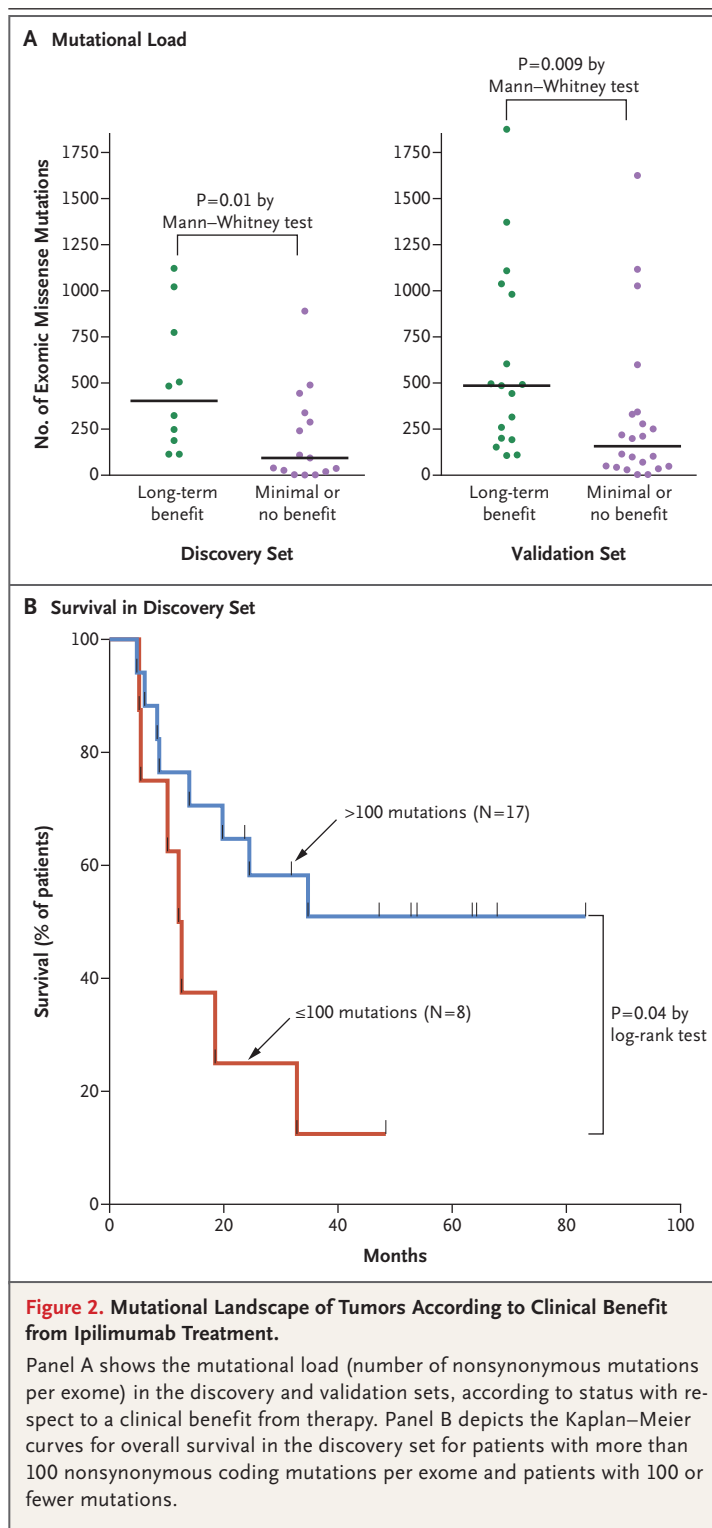 A Mutational Load
P=0.009 by
Mann–Whitney test
P=0.01 by
Mann–Whitney test
No. of Exomic Missense Mutations
1750
1500
1250
1000
750
500
250
0
Long-term
benefit
Minimal or
no benefit
Discovery Set
1750
1500
1250
1000
750
500
250
0
Long-term
benefit
Minimal or
no benefit
Validation Set
B Survival in Discovery Set
Survival (% of patients)
100
80
60
40
20
0
>100 mutations (N=17)
≤100 mutations (N=8)
P=0.04 by
log-rank test
0 20 40 60 80 100
Months
Figure 2. Mutational Landscape of Tumors According to Clinical Benefit
from Ipilimumab Treatment.
Panel A shows the mutational load (number of nonsynonymous mutations
per exome) in the discovery and validation sets, according to status with re-
spect to a clinical benefit from therapy. Panel B depicts the Kaplan–Meier
curves for overall survival in the discovery set for patients with more than
100 nonsynonymous coding mutations per exome and patients with 100 or
fewer mutations.